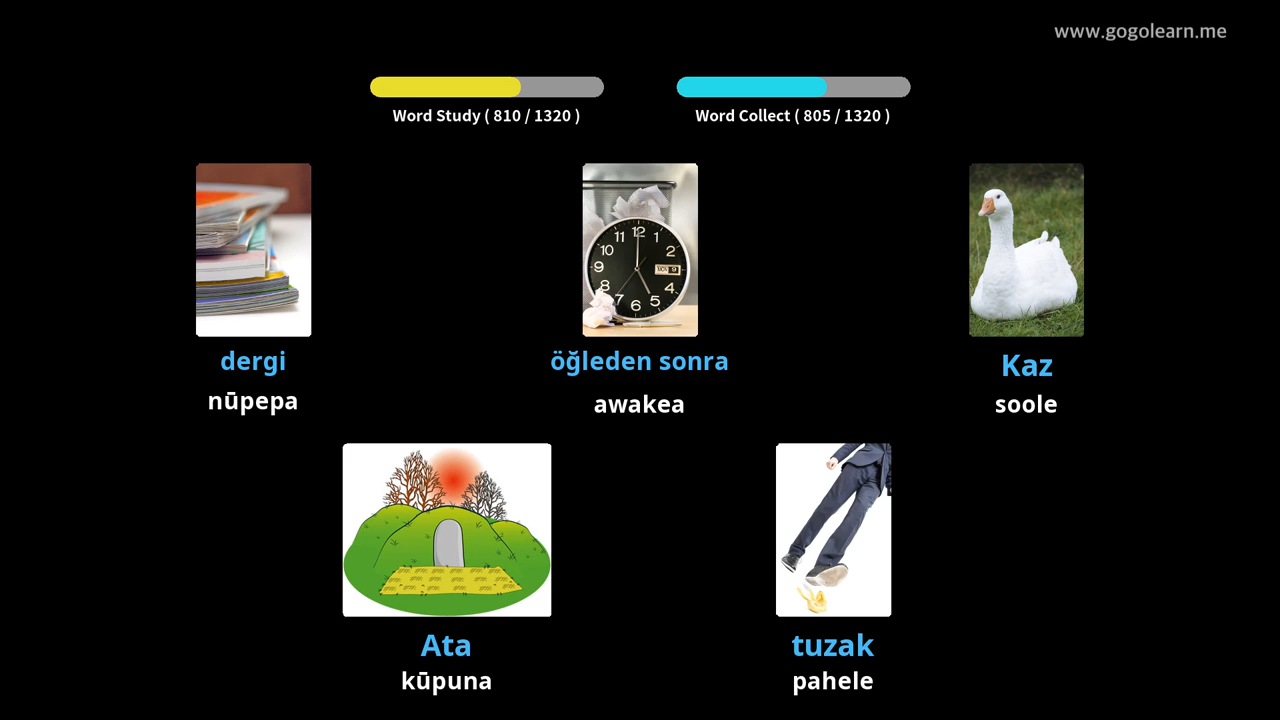 www.gogolearn.me
Word Study ( 810 / 1320 )
Word Collect ( 805 / 1320 )
dergi
nūpepa
öğleden sonra
awakea
Kaz
soole
Ata
kūpuna
tuzak
pahele